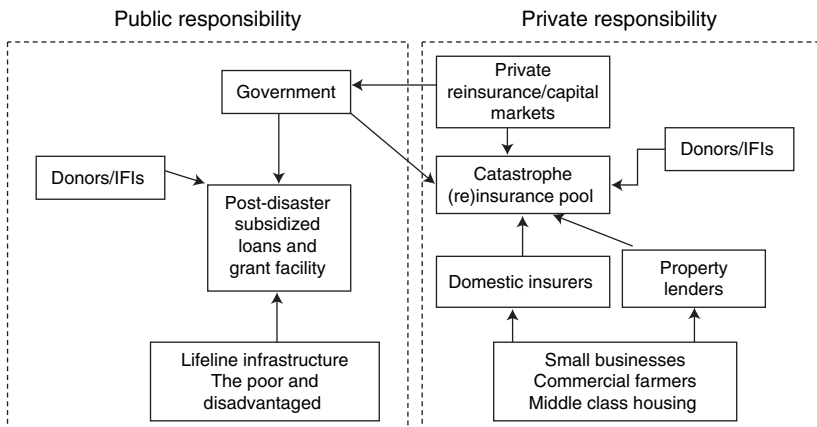 Public responsibility
Private responsibility
Government
Private
reinsurance/capital
markets
Donors/IFIs
Donors/IFIs
Catastrophe
(re)insurance pool
Post-disaster
subsidized
loans and
grant facility
Domestic insurers
Property
lenders
Lifeline infrastructure
The poor and
disadvantaged
Small businesses
Commercial farmers
Middle class housing